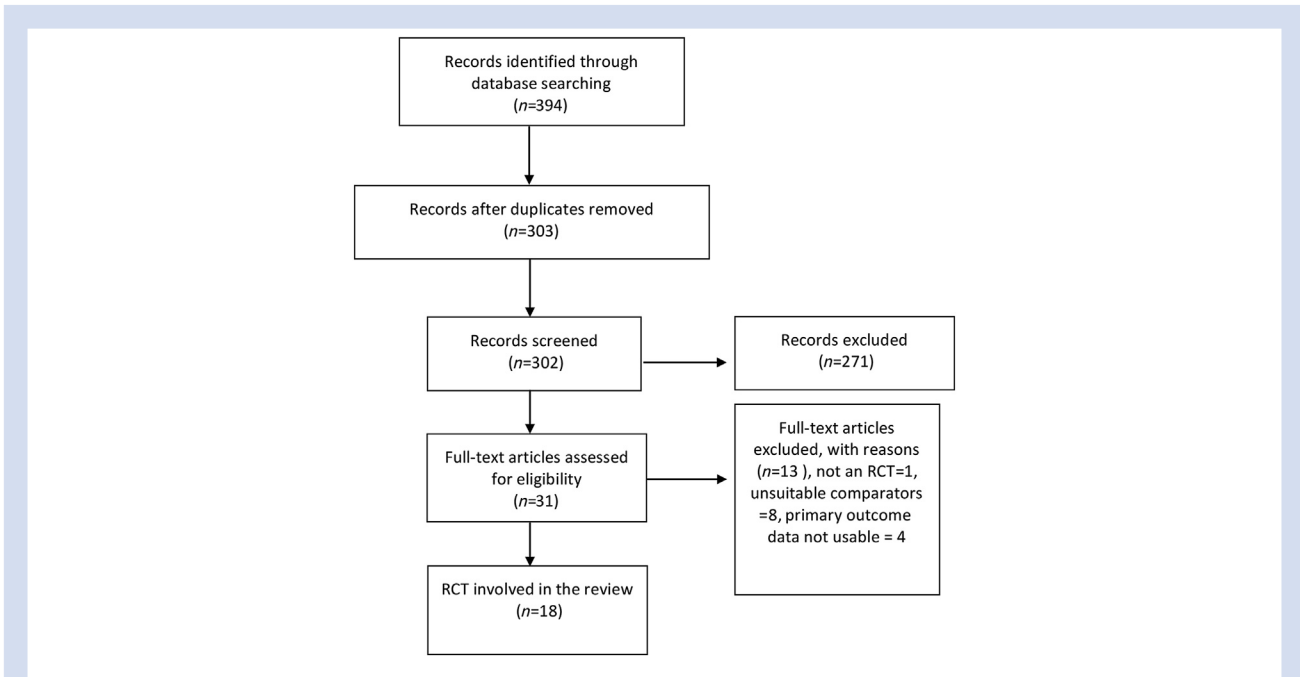 Records identified through
database searching
(n=394)
Records after duplicates removed
(n=303)
Records screened
(n=302)
Records excluded
(n=271)
Full-text articles assessed
for eligibility
(n=31)
Full-text articles
excluded, with reasons
(n=13 ), not an RCT=1,
unsuitable comparators
=8, primary outcome
data not usable = 4
RCT involved in the review
(n=18)